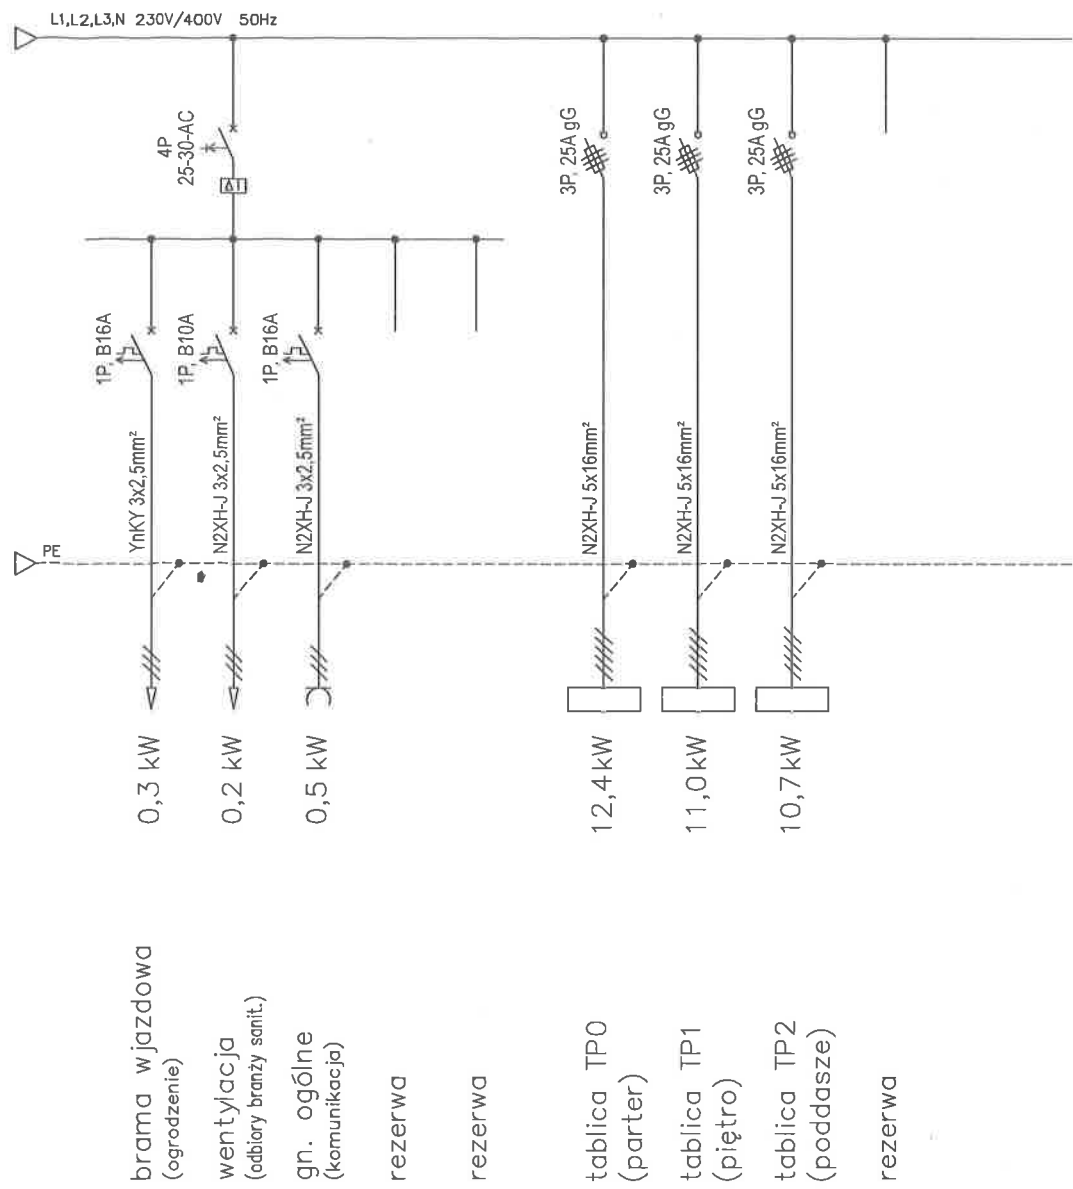 L1,L2,L3,N 230V/400V 50Hz
4P
25-30-AC
3P, 25A gG
3P, 25A gG
3P, 25A gG
1P, B16A
1P, B10A
1P, B16A
YnKY 3x2,5mm²
N2XH-J 3x2,5mm²
N2XH-J 3x2,5mm²
N2XH-J 5x16mm²
N2XH-J 5x16mm²
N2XH-J 5x16mm²
PE
0,3 kW
0,2 kW
0,5 kW
12,4kW
11,0kW
10,7kW
brama wjazdowa
(ogrodzenie)
wentylacja
(odbiory branży sanit.)
gn. ogólne
(komunikacja)
rezerwa
rezerwa
tablica TP0
(parter)
tablica TP1
(piętro)
tablica TP2
(poddasze)
rezerwa